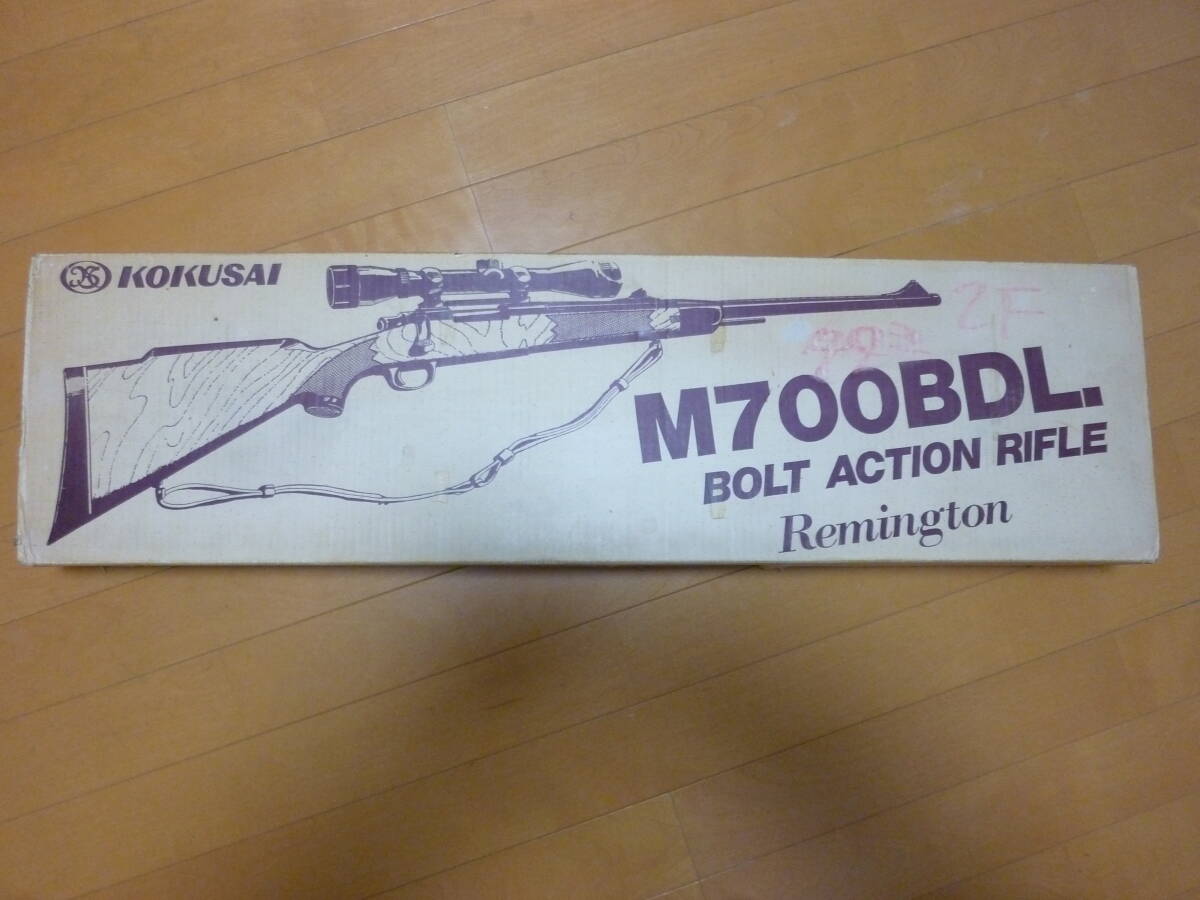 KOKUSAI
2F
M700BDL.
BOLT ACTION RIFLE
Remington